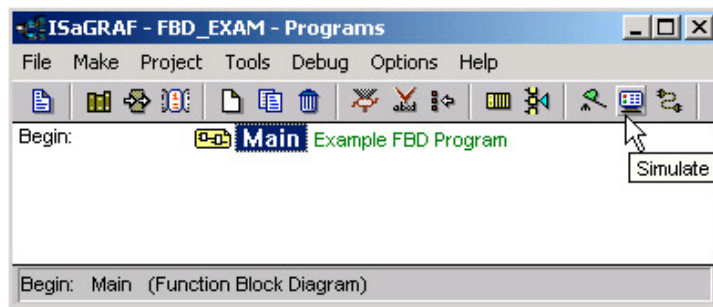 ISaGRAF - FBD_EXAM - Programs
File Make Project Tools Debug Options Help
Begin: Main Example FBD Program
Simulate
Begin: Main (Function Block Diagram)